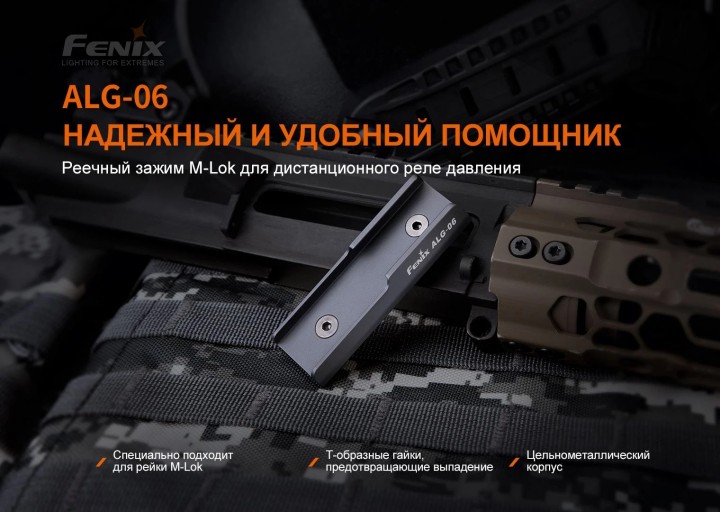 FENIX
LIGHTING FOR EXTREMES
ALG-06
НАДЕЖНЫЙ И УДОБНЫЙ ПОМОЩНИК
Реечный зажим M-Lok для дистанционного реле давления
FENIX ALG-06
Специально подходит
для рейки M-Lok
Т-образные гайки,
предотвращающие выпадение
Цельнометаллический
корпус